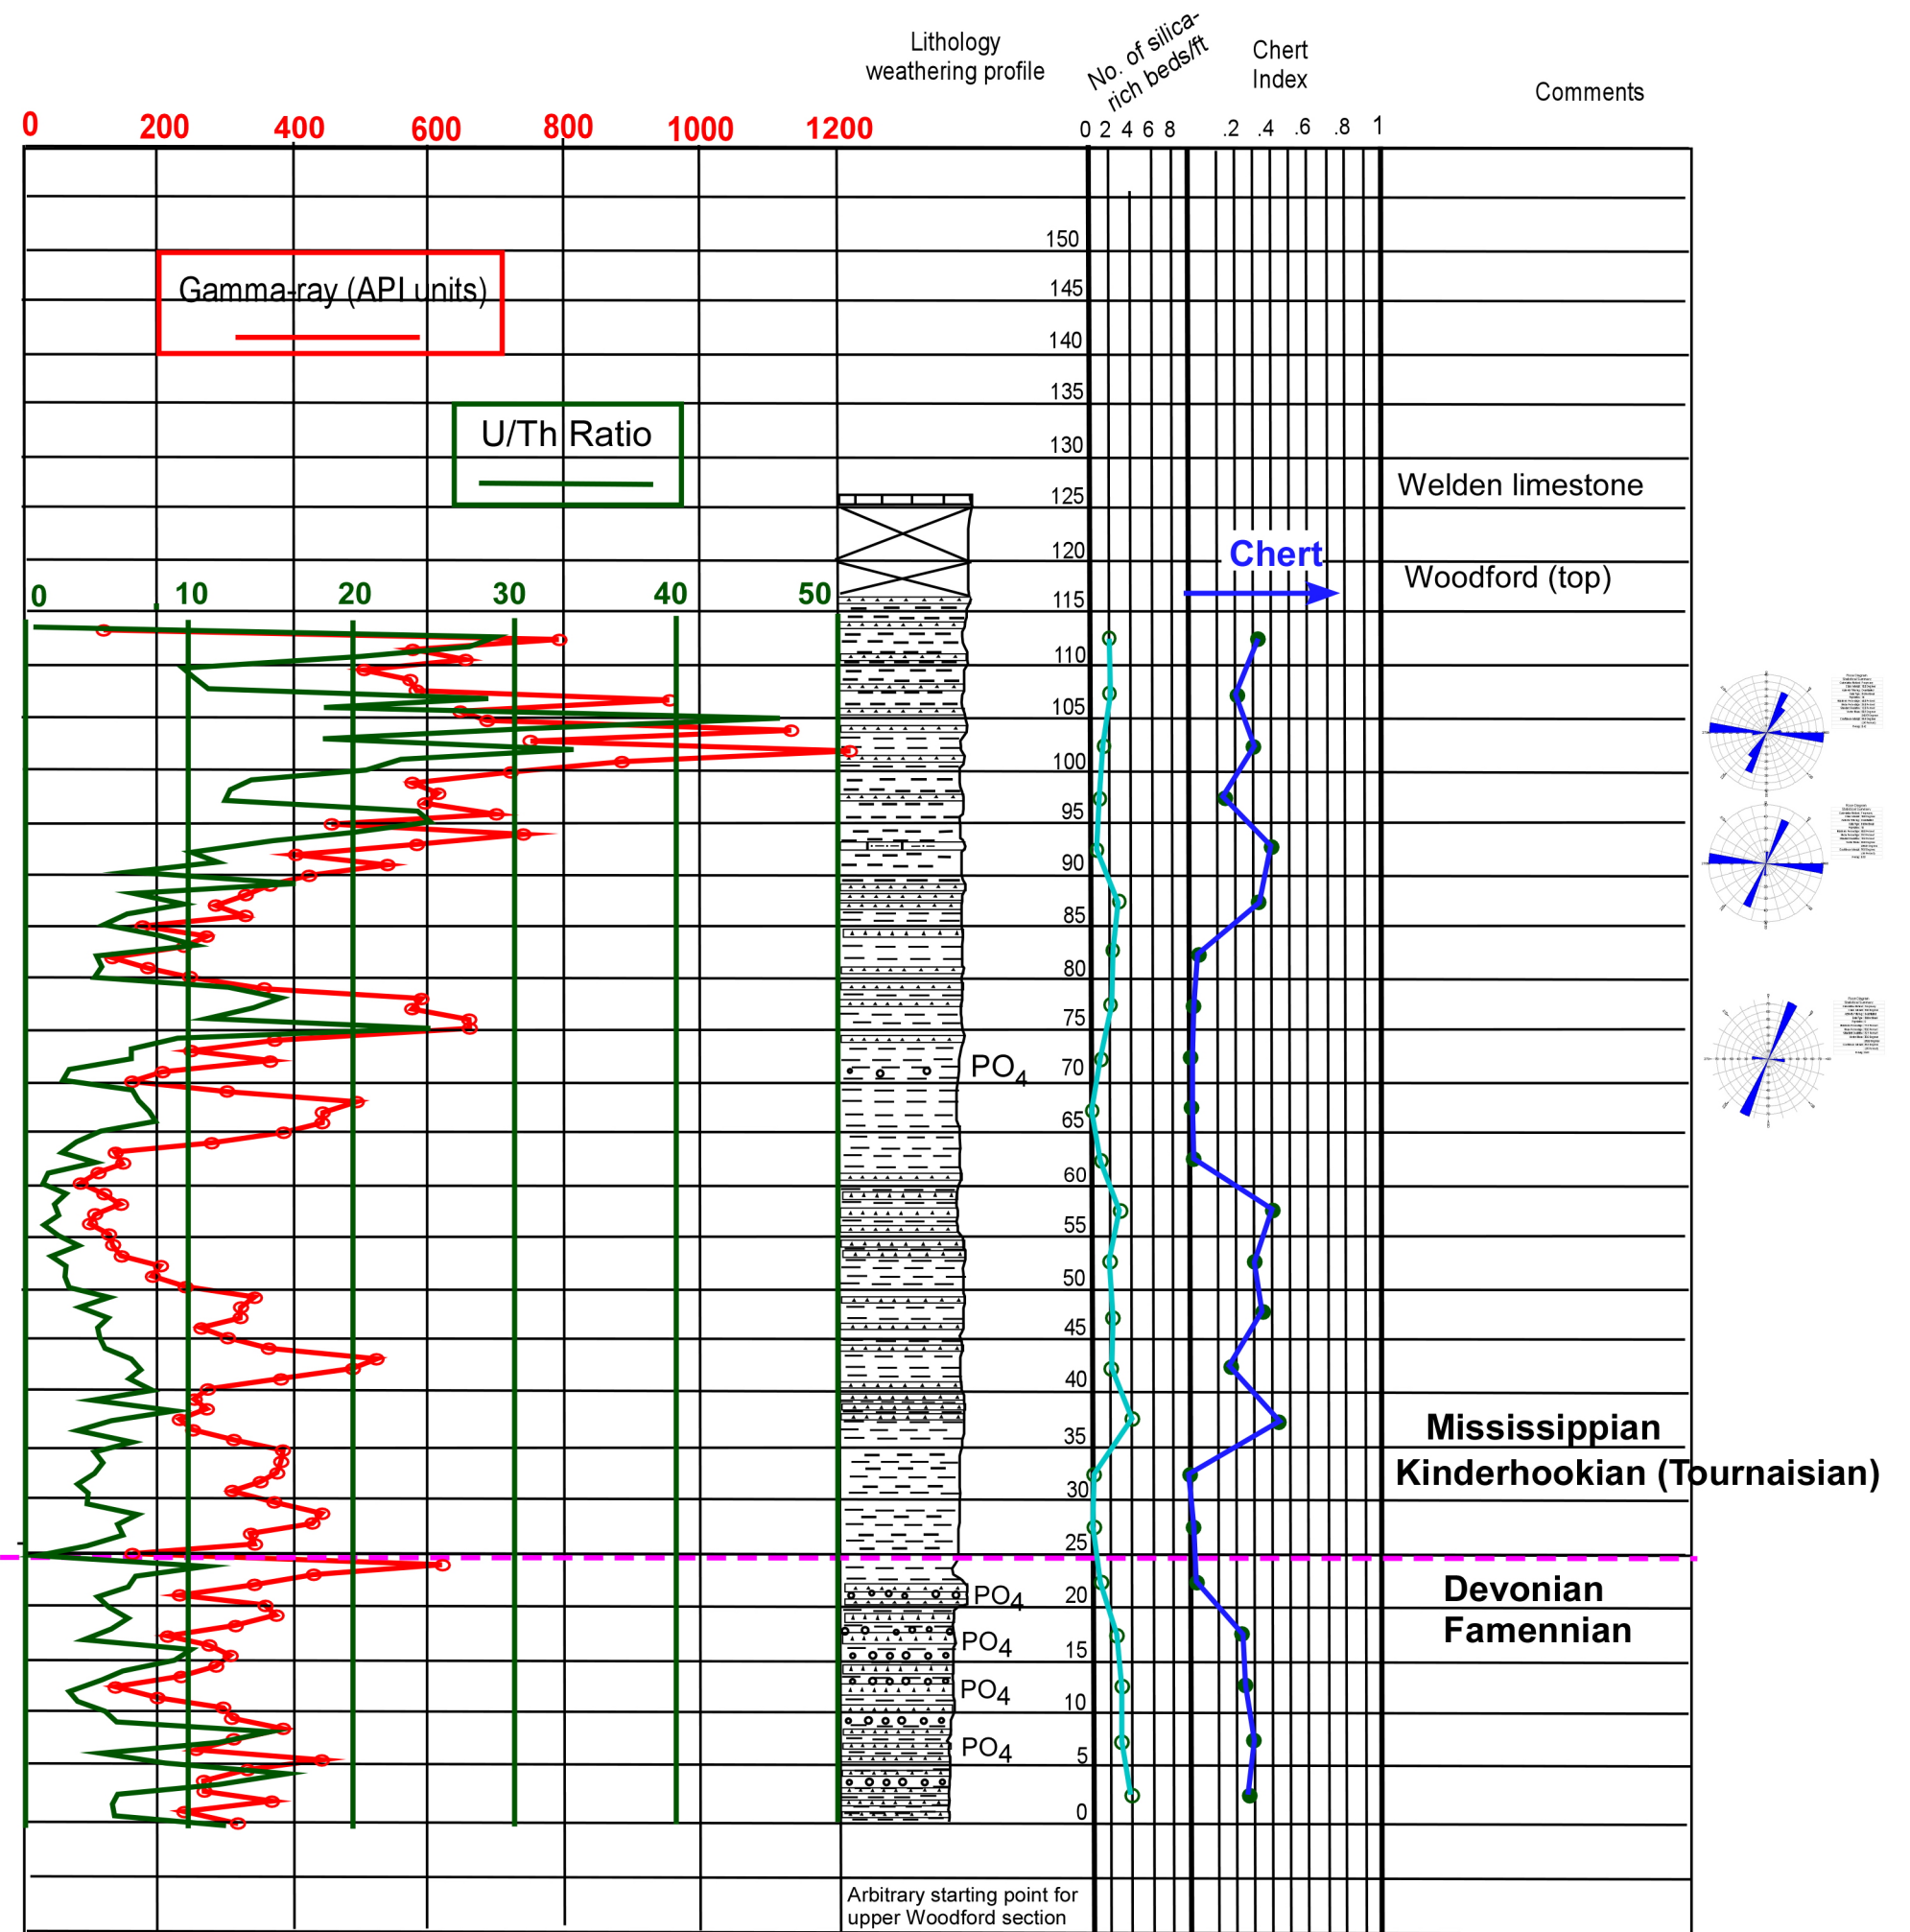 Lithology
weathering profile
No. of silica-
rich beds/ft
Chert
Index
Comments
0 200 400 600 800 1000 1200
0 2 4 6 8
.2 .4 .6 .8 1
150
Gamma-ray (API units)
145
140
135
U/Th Ratio
130
125
Welden limestone
120
Chert
Woodford (top)
0 10 20 30 40 50
115
110
105
100
95
90
85
80
75
PO4
70
65
60
55
50
45
40
Mississippian
35
Kinderhookian (Tournaisian)
30
25
Devonian
PO4
20
Famennian
PO4
15
PO4
10
PO4
5
0
Arbitrary starting point for
upper Woodford section